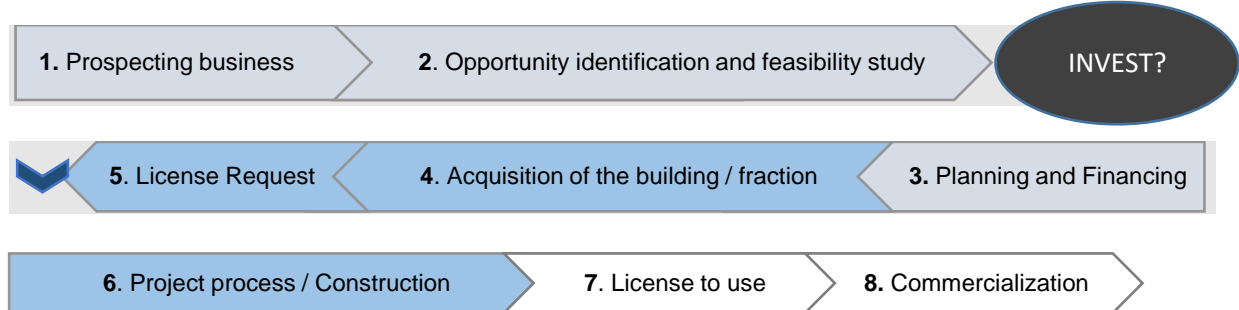 1. Prospecting business
2. Opportunity identification and feasibility study
INVEST?
5. License Request
4. Acquisition of the building / fraction
3. Planning and Financing
6. Project process / Construction
7. License to use
8. Commercialization